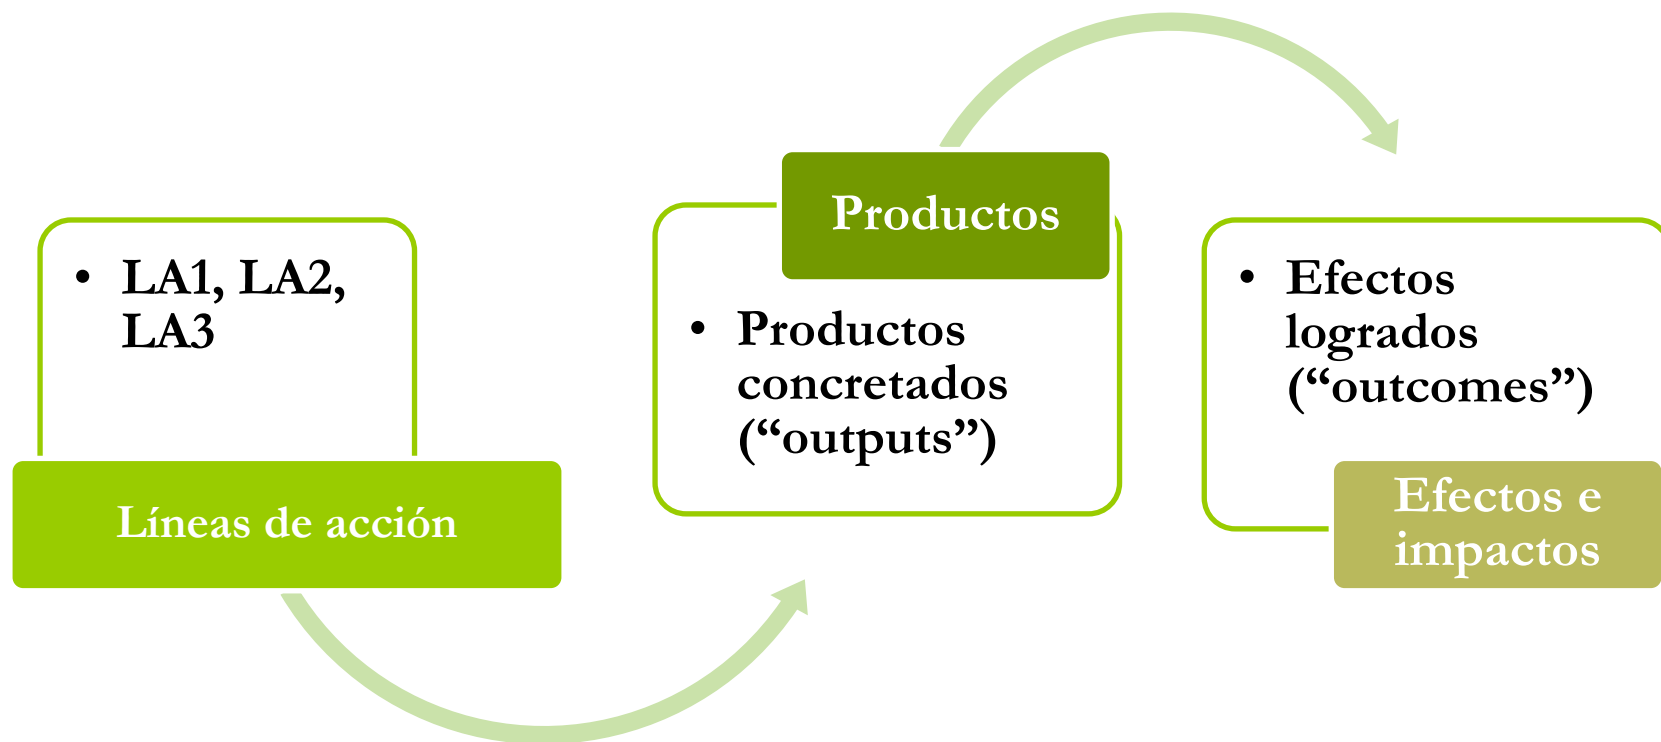 • LA1, LA2,
LA3
Líneas de acción
Productos
• Productos
concretados
(“outputs”)
• Efectos
logrados
(“outcomes”)
Efectos e
impactos